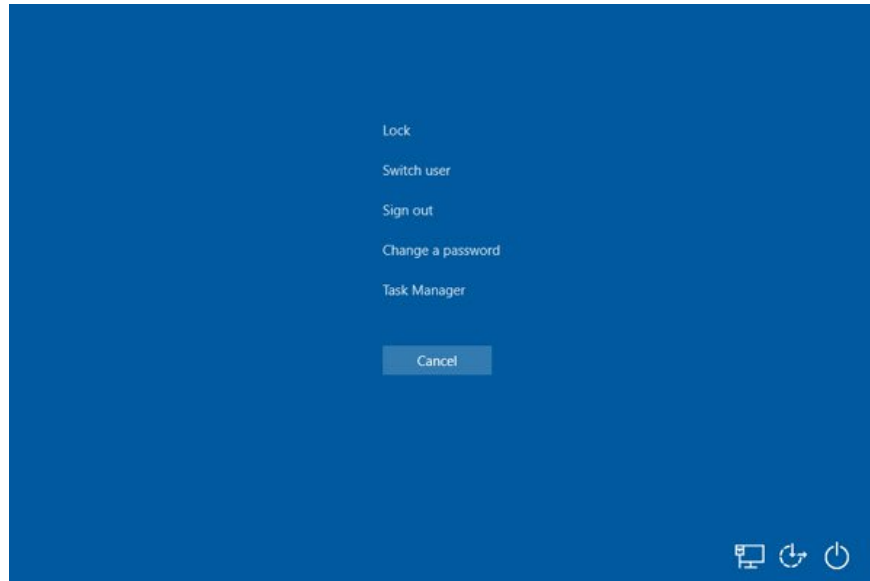 Lock
Switch user
Sign out
Change a password
Task Manager
Cancel